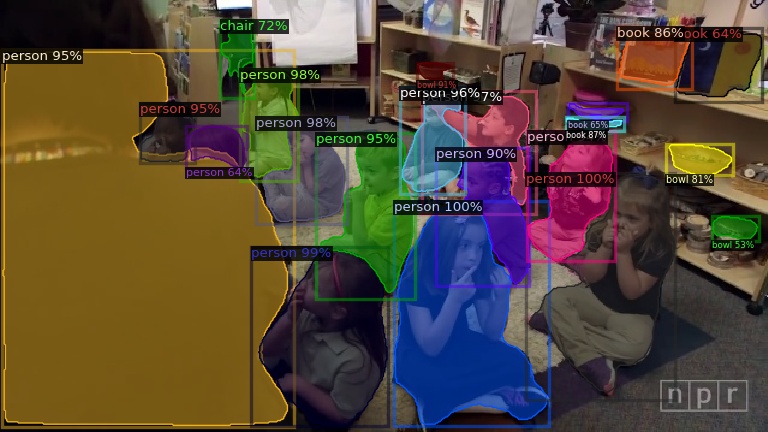 chair 72%
book 86%
book 64%
person 95%
person 98%
bowl 91%
person 96%
7%
person 95%
person 98%
book 65%
book 87%
person 95%
perso
person 90%
person 64%
person 100%
bowl 81%
person 100%
bowl 53%
person 99%
npr